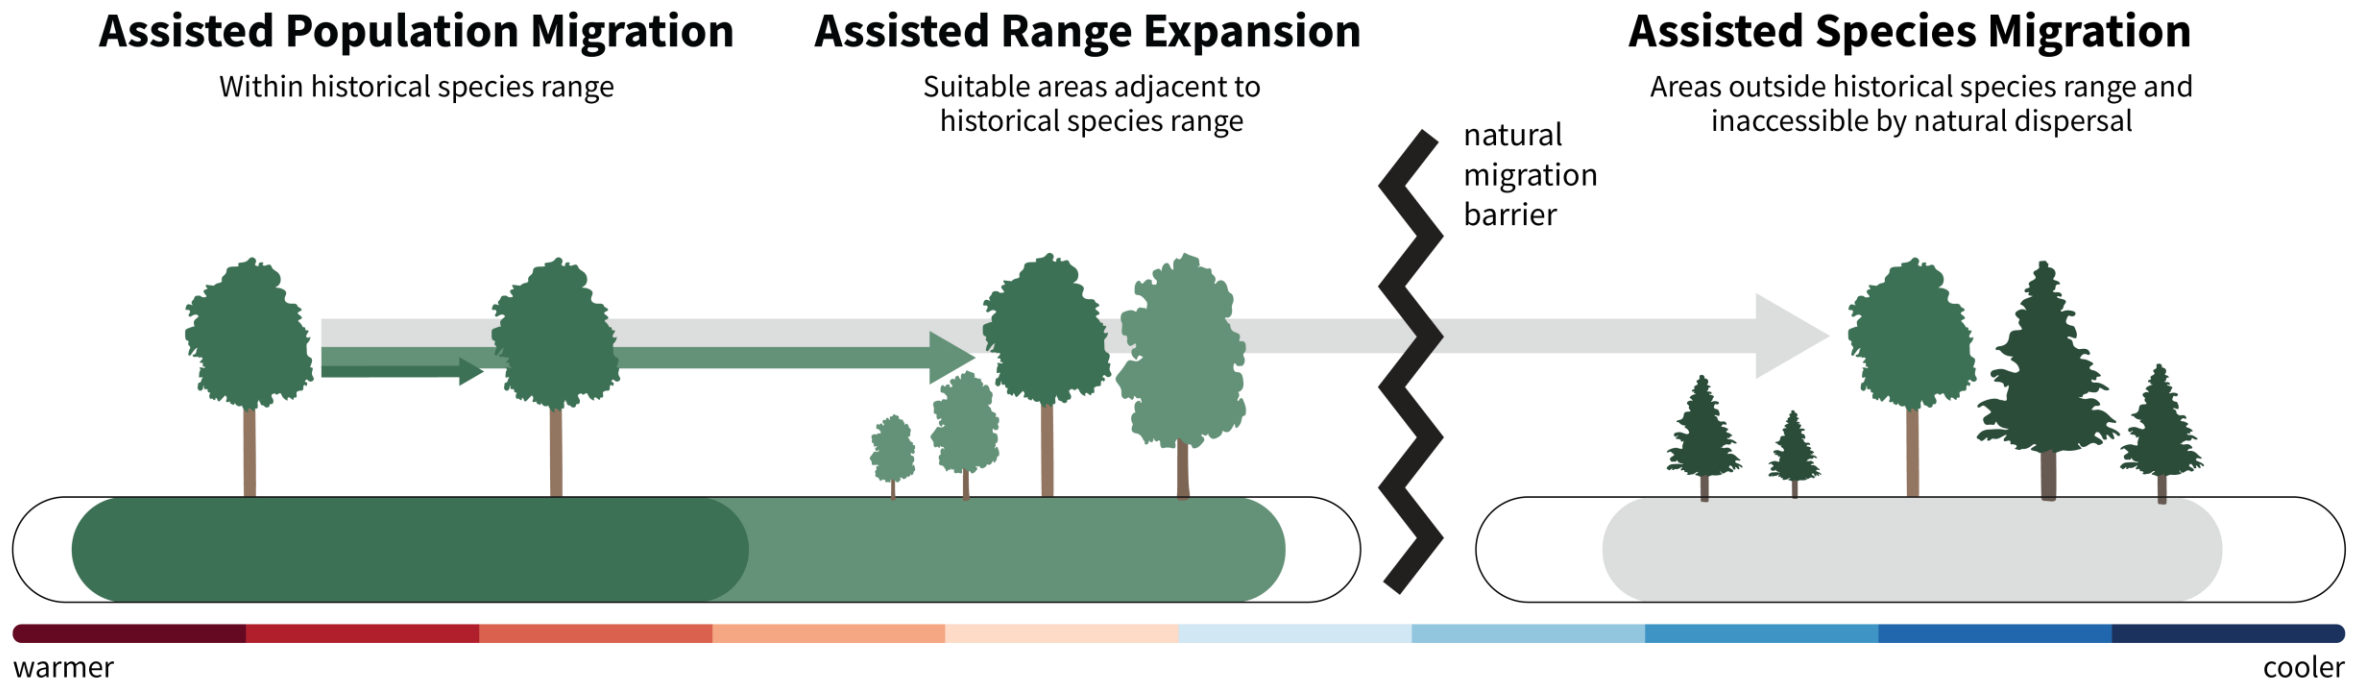 Assisted Population Migration
Within historical species range
Assisted Range Expansion
Suitable areas adjacent to
historical species range
natural
migration
barrier
Assisted Species Migration
Areas outside historical species range and
inaccessible by natural dispersal
warmer
cooler